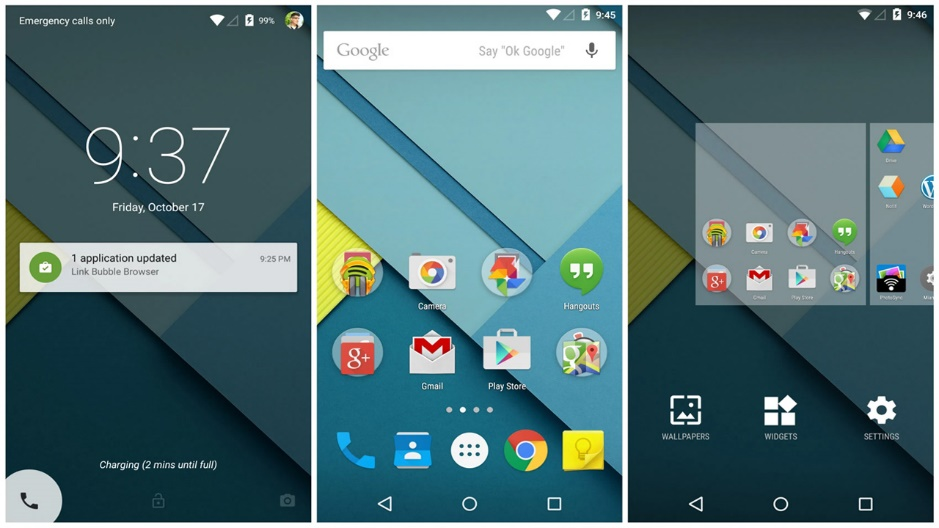 Emergency calls only
99%
9:37
Friday, October 17
1 application updated
9:25 PM
Link Bubble Browser
Charging (2 mins until full)
9:45
Google
Say "Ok Google"
Camera
Hangouts
g+
Gmail
Play Store
9:46
Drive
Camera
Hangouts
g+
Gmail
Play Store
PhotoSync
WALLPAPERS
WIDGETS
SETTINGS